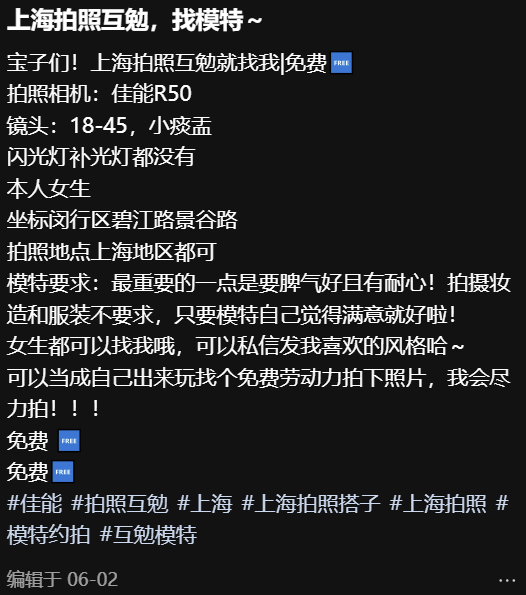 上海拍照互勉，找模特～
宝子们！上海拍照互勉就找我|免费🆓
拍照相机：佳能R50
镜头：18-45，小痰盂
闪光灯补光灯都没有
本人女生
坐标闵行区碧江路景谷路
拍照地点上海地区都可
模特要求：最重要的一点是要脾气好且有耐心！拍摄妆
造和服装不要求，只要模特自己觉得满意就好啦！
女生都可以找我哦，可以私信发我喜欢的风格哈～
可以当成自己出来玩找个免费劳动力拍下照片，我会尽
力拍！！！
免费 🆓
免费🆓
#佳能 #拍照互勉 #上海 #上海拍照搭子 #上海拍照 #
模特约拍 #互勉模特
编辑于 06-02